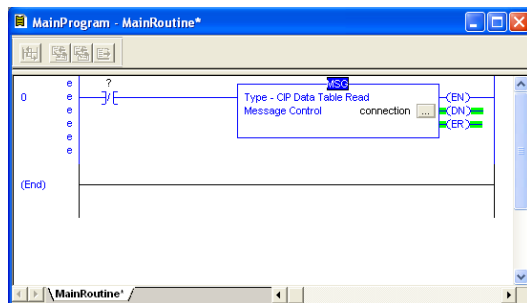 MainProgram - MainRoutine*
e ? MSG
0 e Type - CIP Data Table Read (EN)
e Message Control connection ... (DN)
e (ER)
e
e
(End)
MainRoutine*